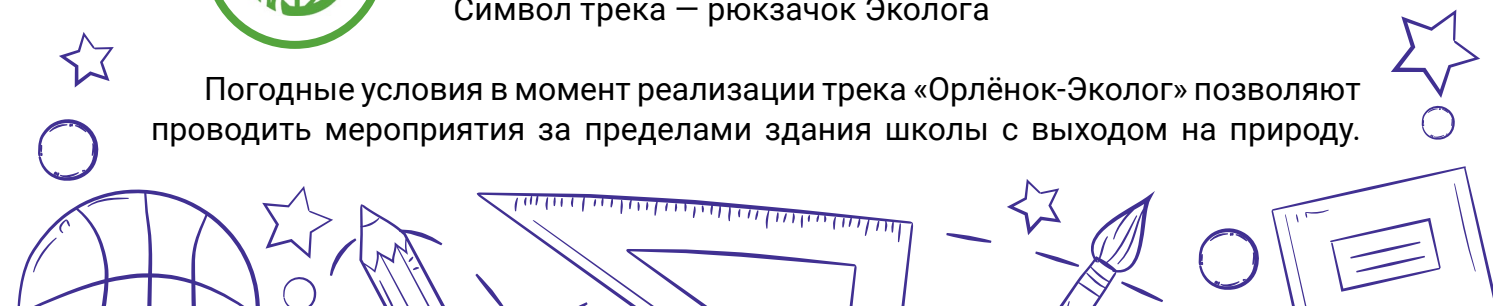 Символ трека — рюкзачок Эколога
Погодные условия в момент реализации трека «Орлёнок-Эколог» позволяют
проводить мероприятия за пределами здания школы с выходом на природу.